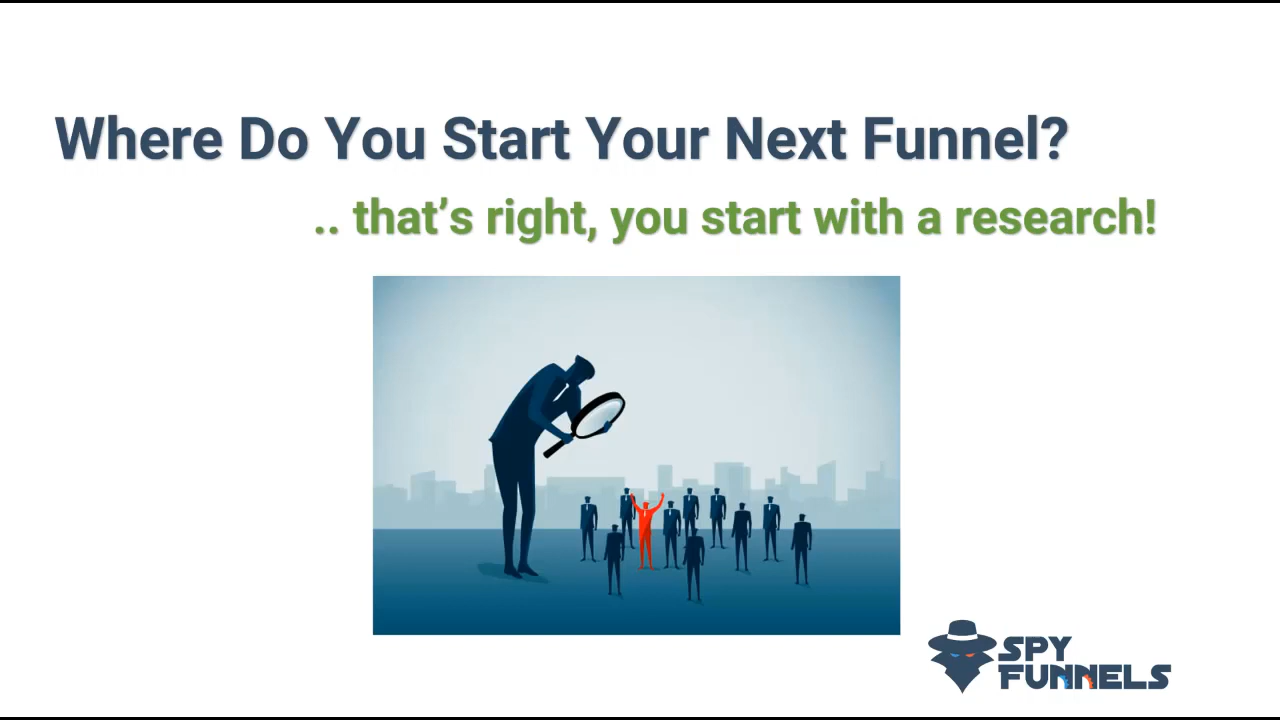 Where Do You Start Your Next Funnel?
.. that's right, you start with a research!
SPY
FUNNELS